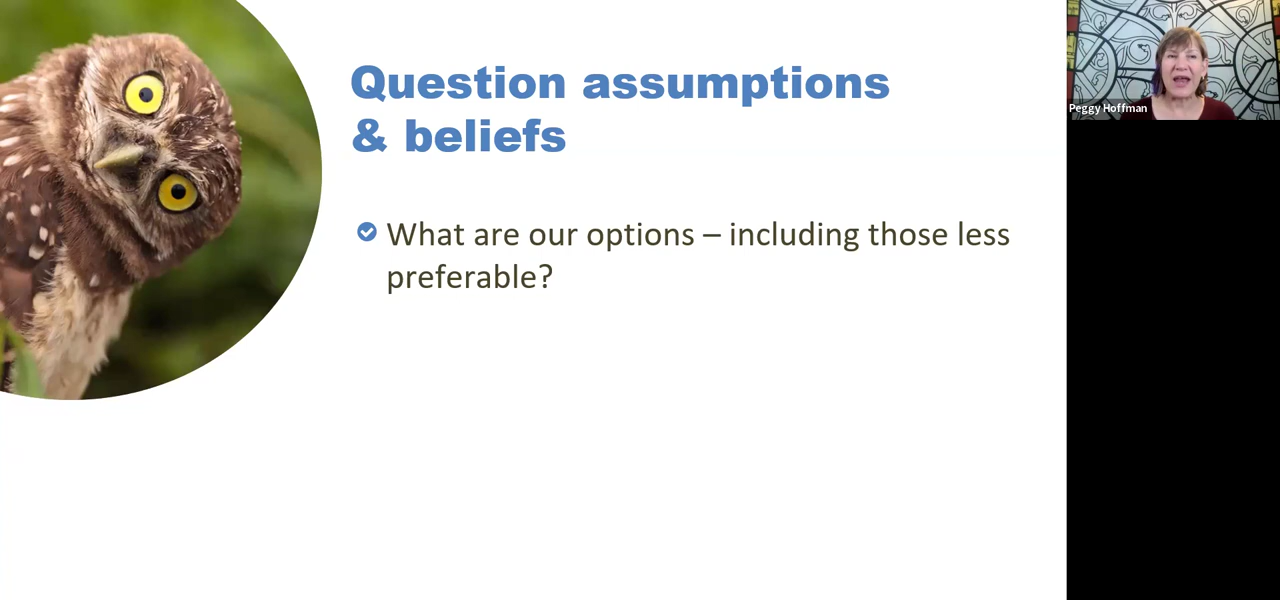 Question assumptions
& beliefs
What are our options – including those less
preferable?
Peggy Hoffman